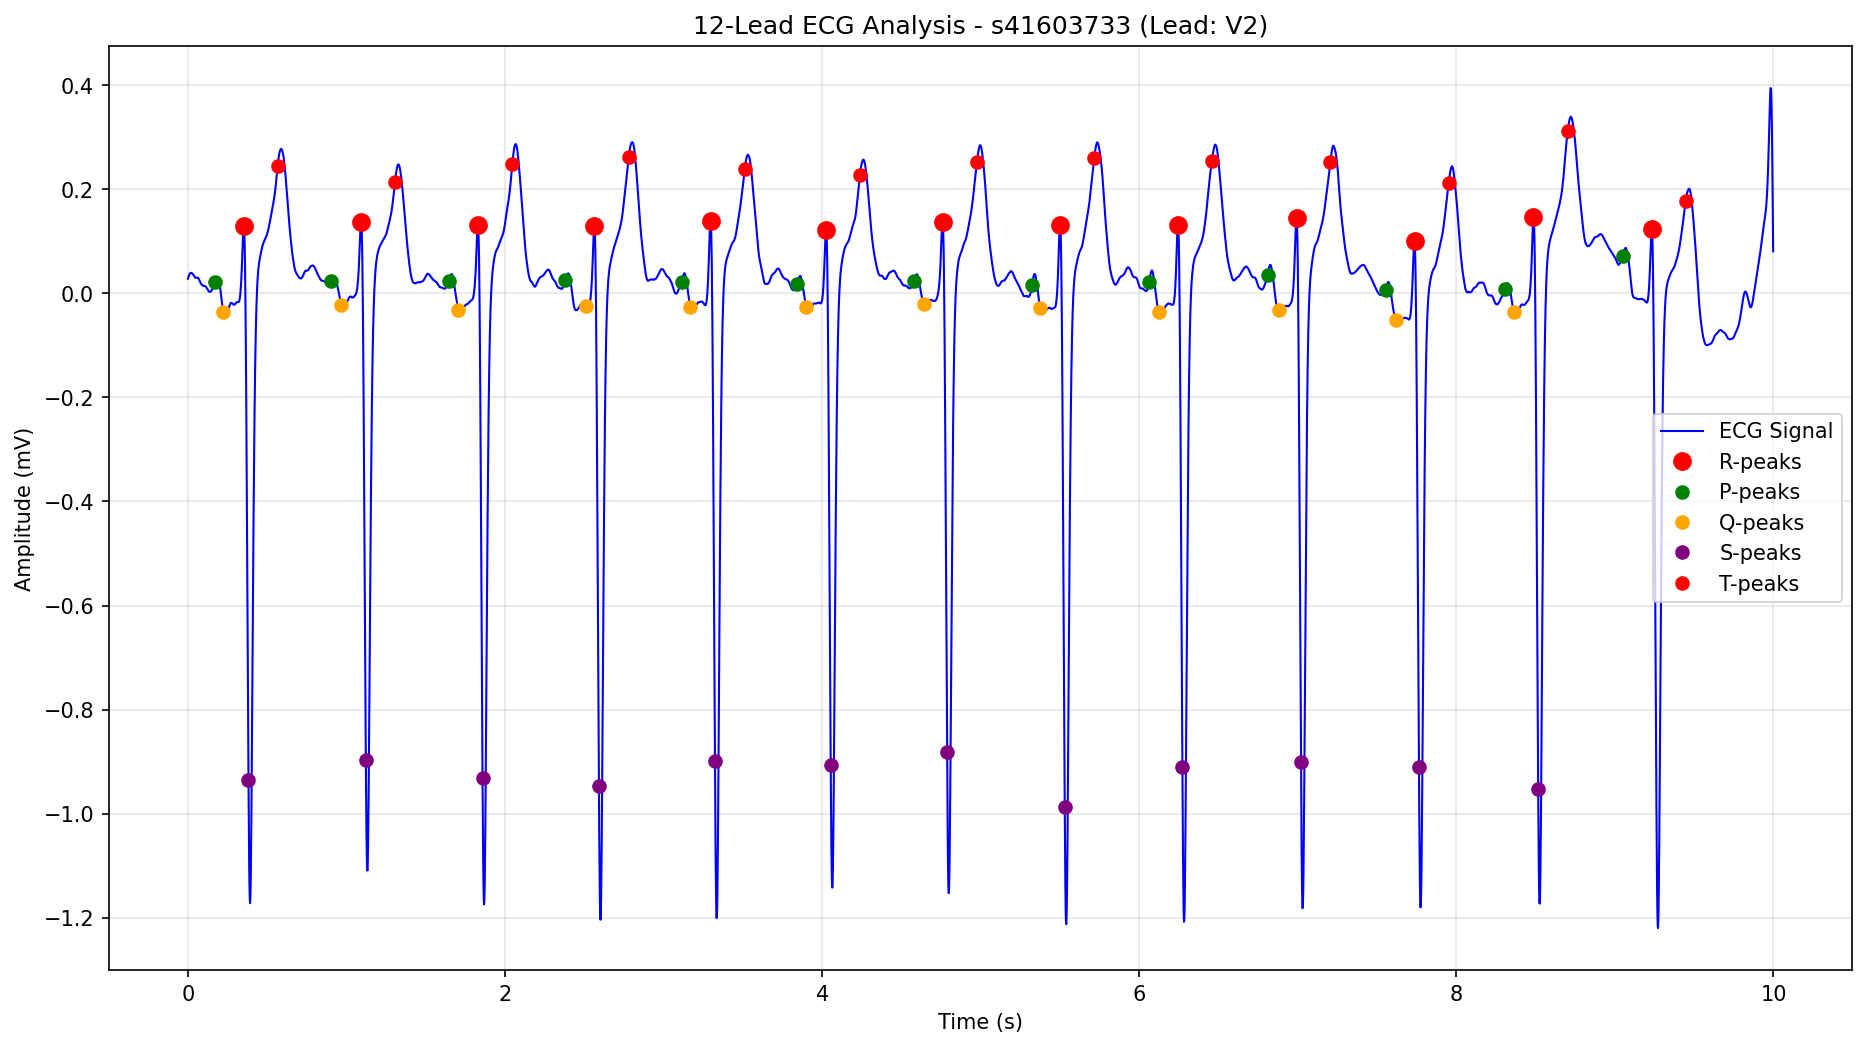 12-Lead ECG Analysis - s41603733 (Lead: V2)
Amplitude (mV)
0.4
0.2
0.0
−0.2
−0.4
−0.6
−0.8
−1.0
−1.2
ECG Signal
R-peaks
P-peaks
Q-peaks
S-peaks
T-peaks
0 2 4 6 8 10
Time (s)